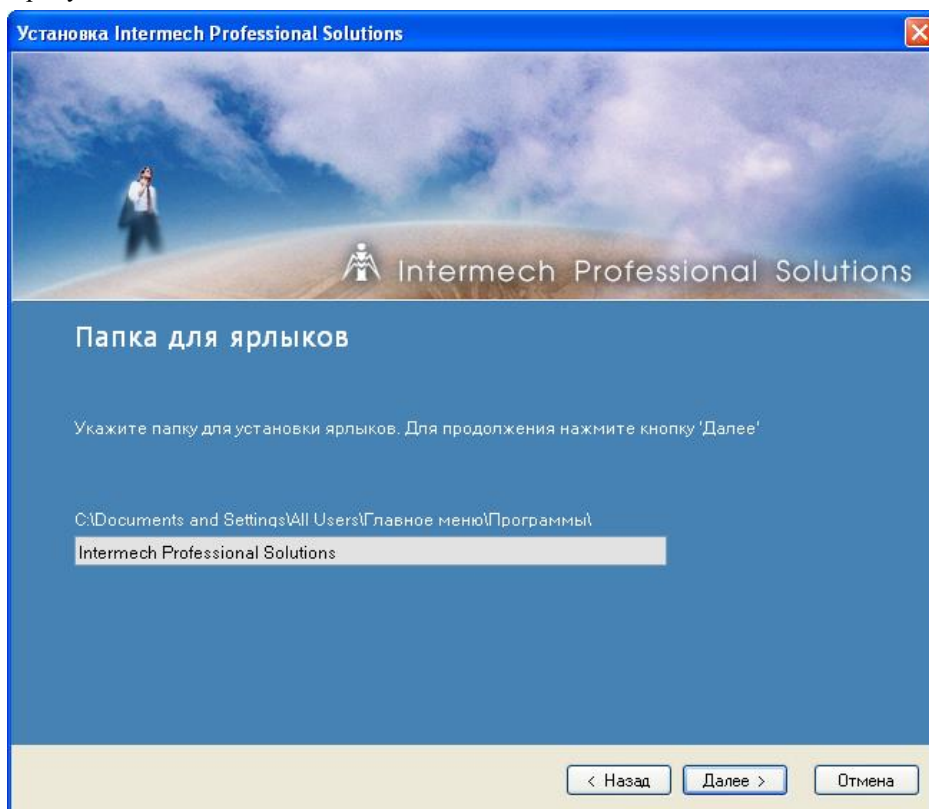 Установка Intermech Professional Solutions
Intermech Professional Solutions
Папка для ярлыков
Укажите папку для установки ярлыков. Для продолжения нажмите кнопку 'Далее'
C:\Documents and Settings\All Users\Главное меню\Программы\
Intermech Professional Solutions
< Назад Далее > Отмена